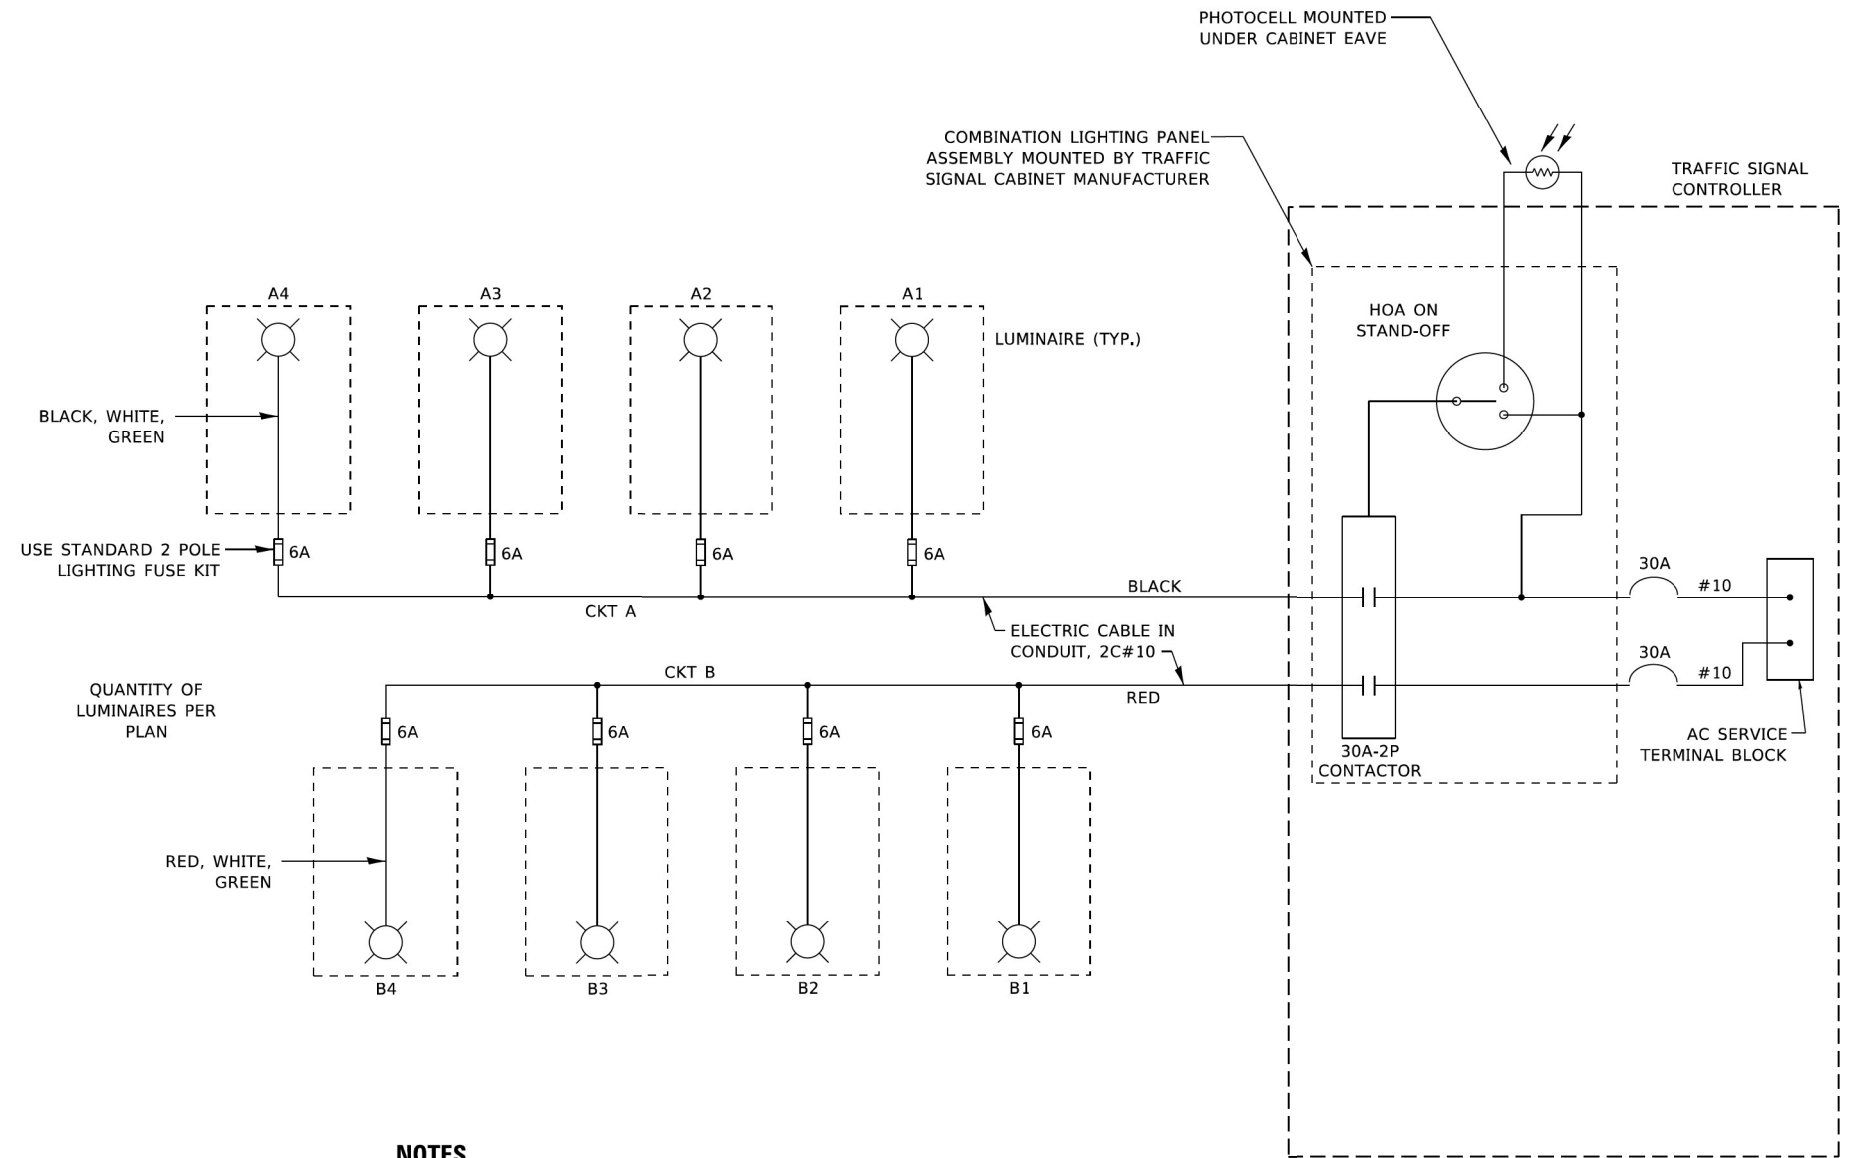 PHOTOCELL MOUNTED
UNDER CABINET EAVE
COMBINATION LIGHTING PANEL
ASSEMBLY MOUNTED BY TRAFFIC
SIGNAL CABINET MANUFACTURER
TRAFFIC SIGNAL
CONTROLLER
HOA ON
STAND-OFF
A4
A3
A2
A1
LUMINAIRE (TYP.)
BLACK, WHITE,
GREEN
USE STANDARD 2 POLE
LIGHTING FUSE KIT
6A
6A
6A
6A
CKT A
BLACK
30A
#10
ELECTRIC CABLE IN
CONDUIT, 2C#10
CKT B
RED
30A
#10
QUANTITY OF
LUMINAIRES PER
PLAN
6A
6A
6A
6A
30A-2P
CONTACTOR
AC SERVICE
TERMINAL BLOCK
RED, WHITE,
GREEN
B4
B3
B2
B1
NOTES